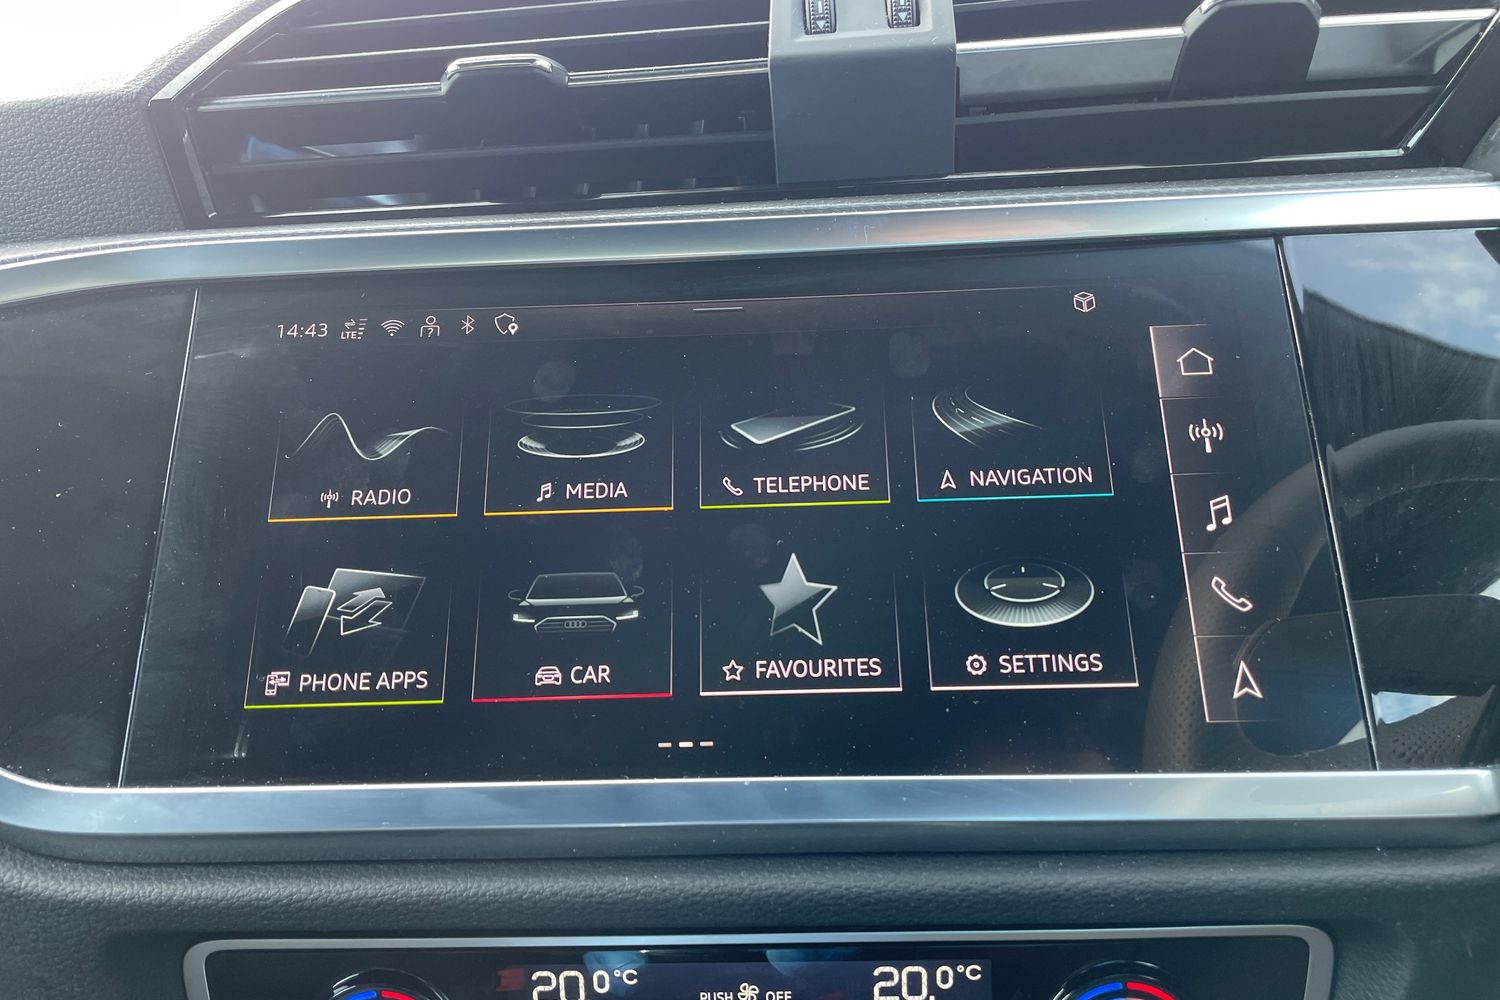 14:43 LTE
RADIO
MEDIA
TELEPHONE
NAVIGATION
PHONE APPS
CAR
FAVOURITES
SETTINGS
20.0°C
PUSH OFF
20.0°C